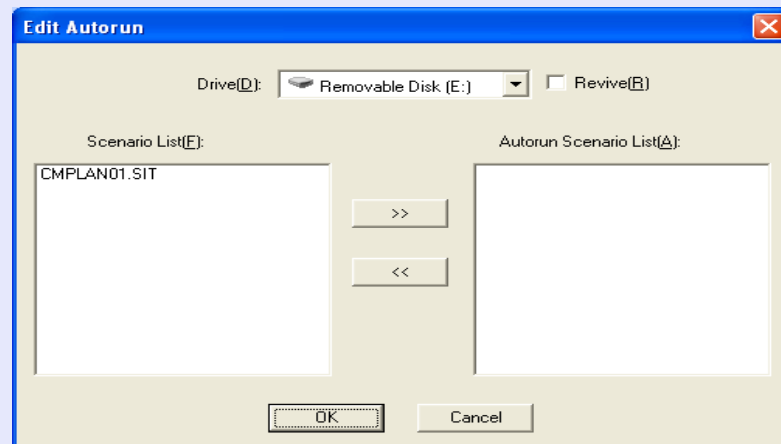 Edit Autorun
Drive(D): Removable Disk (E:) Revive(R)
Scenario List(F): Autorun Scenario List(A):
CMPLAN01.SIT
>>
<<
OK Cancel